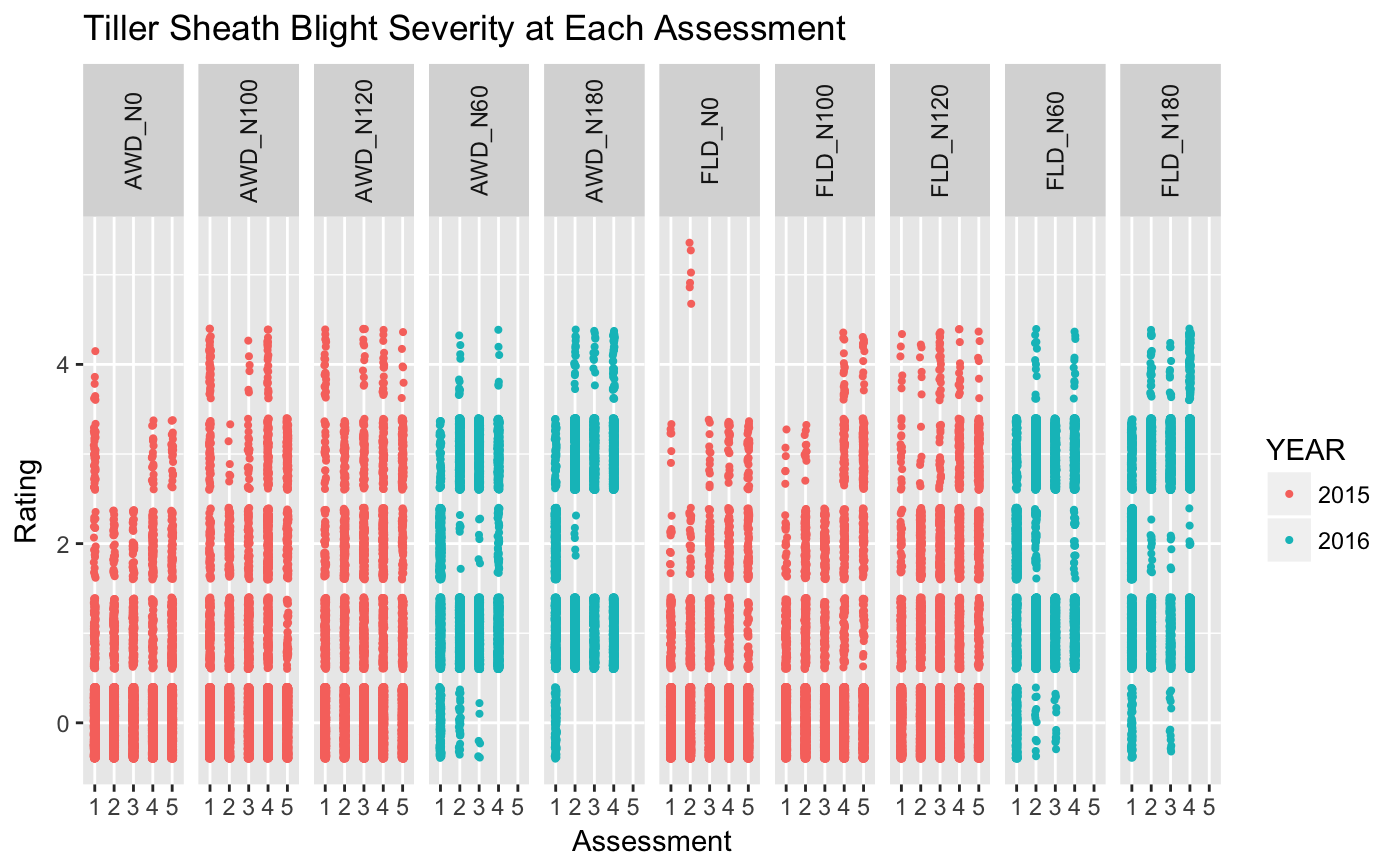 Tiller Sheath Blight Severity at Each Assessment
AWD_N0
AWD_N100
AWD_N120
AWD_N60
AWD_N180
FLD_N0
FLD_N100
FLD_N120
FLD_N60
FLD_N180
Rating
4
2
0
1 2 3 4 5
1 2 3 4 5
1 2 3 4 5
1 2 3 4 5
1 2 3 4 5
1 2 3 4 5
1 2 3 4 5
1 2 3 4 5
1 2 3 4 5
1 2 3 4 5
Assessment
YEAR
2015
2016